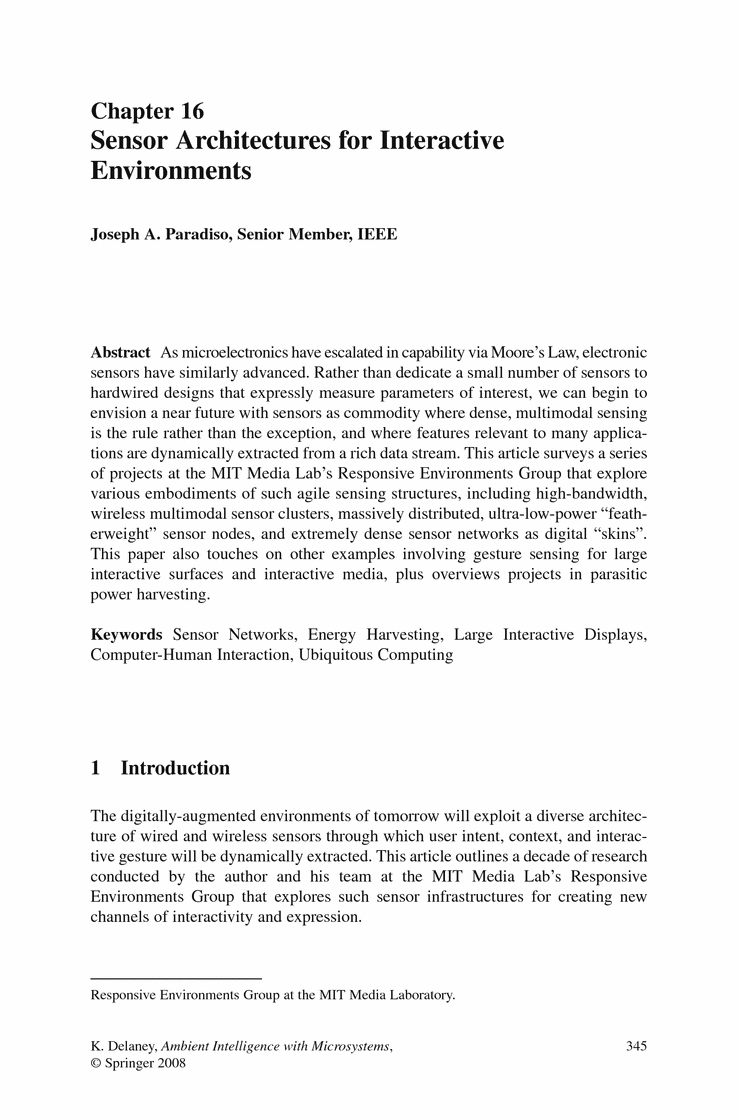 Chapter 16
Sensor Architectures for Interactive
Environments
Joseph A. Paradiso, Senior Member, IEEE
Abstract As microelectronics have escalated in capability via Moore’s Law, electronic
sensors have similarly advanced. Rather than dedicate a small number of sensors to
hardwired designs that expressly measure parameters of interest, we can begin to
envision a near future with sensors as commodity where dense, multimodal sensing
is the rule rather than the exception, and where features relevant to many applica-
tions are dynamically extracted from a rich data stream. This article surveys a series
of projects at the MIT Media Lab’s Responsive Environments Group that explore
various embodiments of such agile sensing structures, including high-bandwidth,
wireless multimodal sensor clusters, massively distributed, ultra-low-power “feath-
erweight” sensor nodes, and extremely dense sensor networks as digital “skins”.
This paper also touches on other examples involving gesture sensing for large
interactive surfaces and interactive media, plus overviews projects in parasitic
power harvesting.
Keywords Sensor Networks, Energy Harvesting, Large Interactive Displays,
Computer-Human Interaction, Ubiquitous Computing
1 Introduction
The digitally-augmented environments of tomorrow will exploit a diverse architec-
ture of wired and wireless sensors through which user intent, context, and interac-
tive gesture will be dynamically extracted. This article outlines a decade of research
conducted by the author and his team at the MIT Media Lab’s Responsive
Environments Group that explores such sensor infrastructures for creating new
channels of interactivity and expression.
Responsive Environments Group at the MIT Media Laboratory.
K. Delaney, Ambient Intelligence with Microsystems, 345
© Springer 2008